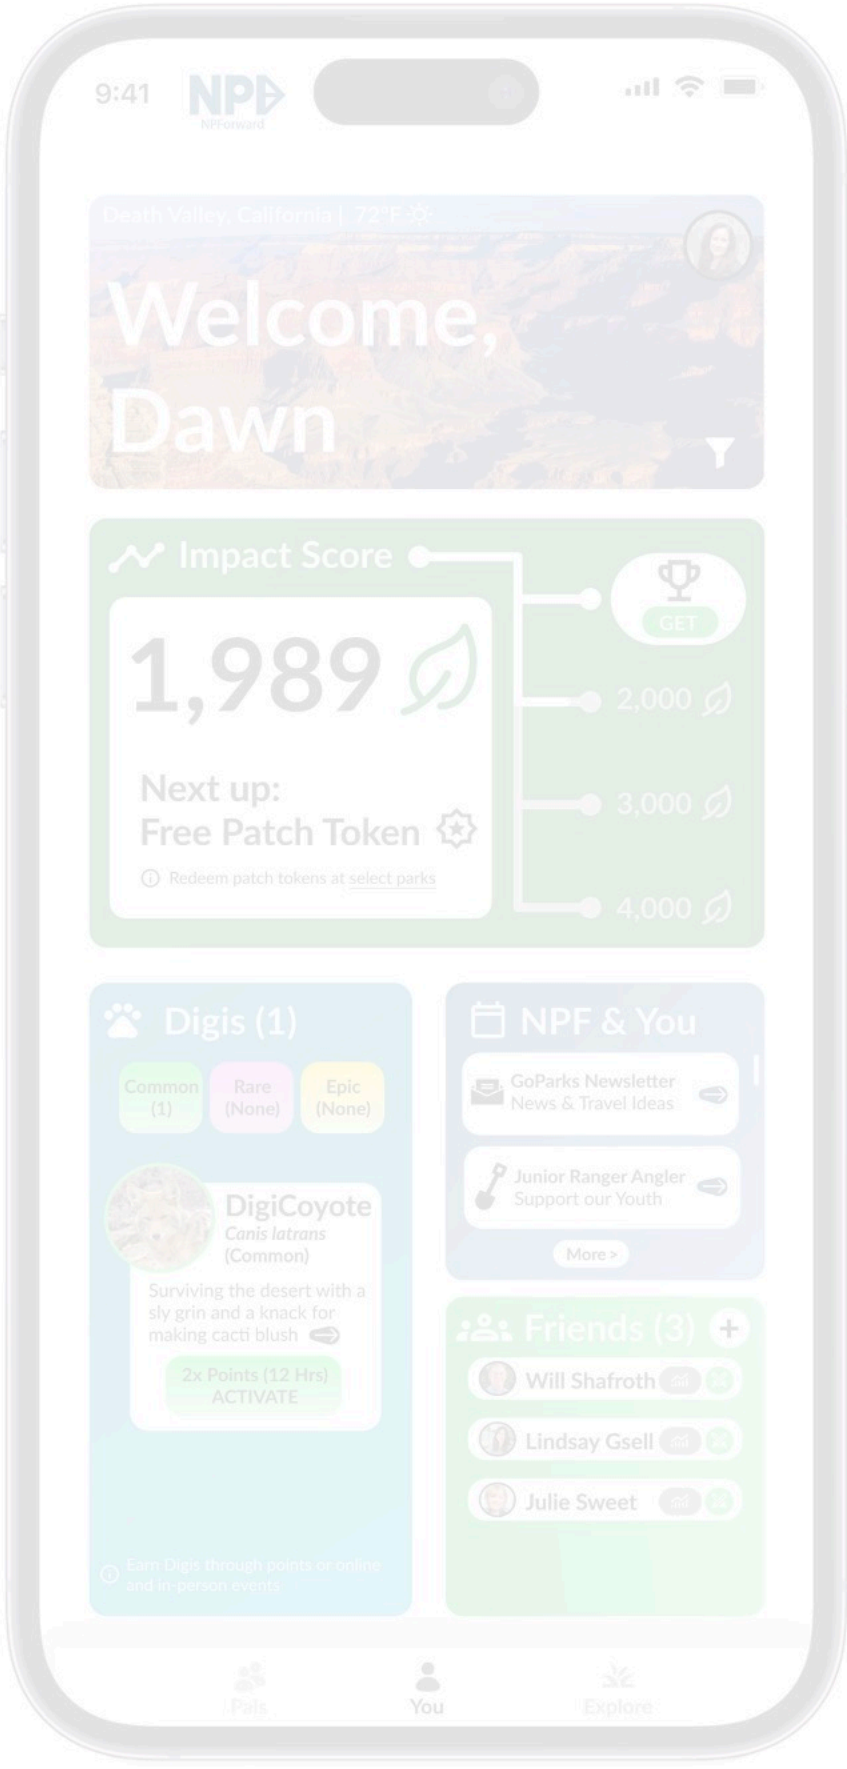 9:41
NPF
NPForward
Death Valley, California | 72°F
Welcome,
Dawn
Impact Score
GET
1,989
2,000
3,000
4,000
Next up:
Free Patch Token
Redeem patch tokens at select parks
Digis (1)
Common
(1)
Rare
(None)
Epic
(None)
DigiCoyote
Canis latrans
(Common)
Surviving the desert with a
sly grin and a knack for
making cacti blush
2x Points (12 Hrs)
ACTIVATE
Earn Digis through points or online
and in-person events
NPF & You
GoParks Newsletter
News & Travel Ideas
Junior Ranger Angler
Support our Youth
More >
Friends (3)
+
Will Shafroth
Lindsay Gsell
Julie Sweet
Pals
You
Explore